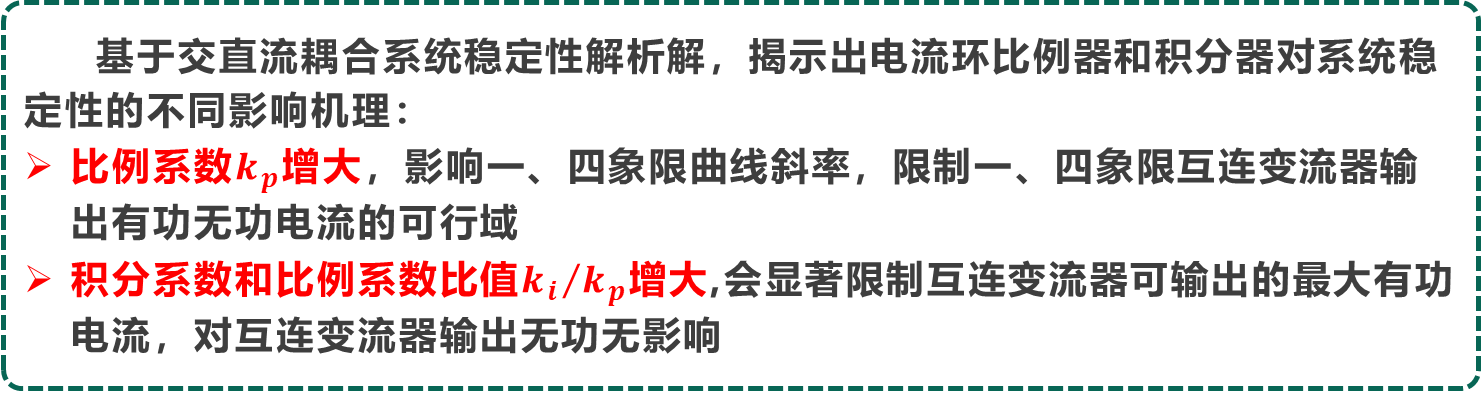 基于交直流耦合系统稳定性解析解，揭示出电流环比例器和积分器对系统稳
定性的不同影响机理：
➢ 比例系数kp增大，影响一、四象限曲线斜率，限制一、四象限互连变流器输
出有功无功电流的可行域
➢ 积分系数和比例系数比值ki/kp增大,会显著限制互连变流器可输出的最大有功
电流，对互连变流器输出无功无影响